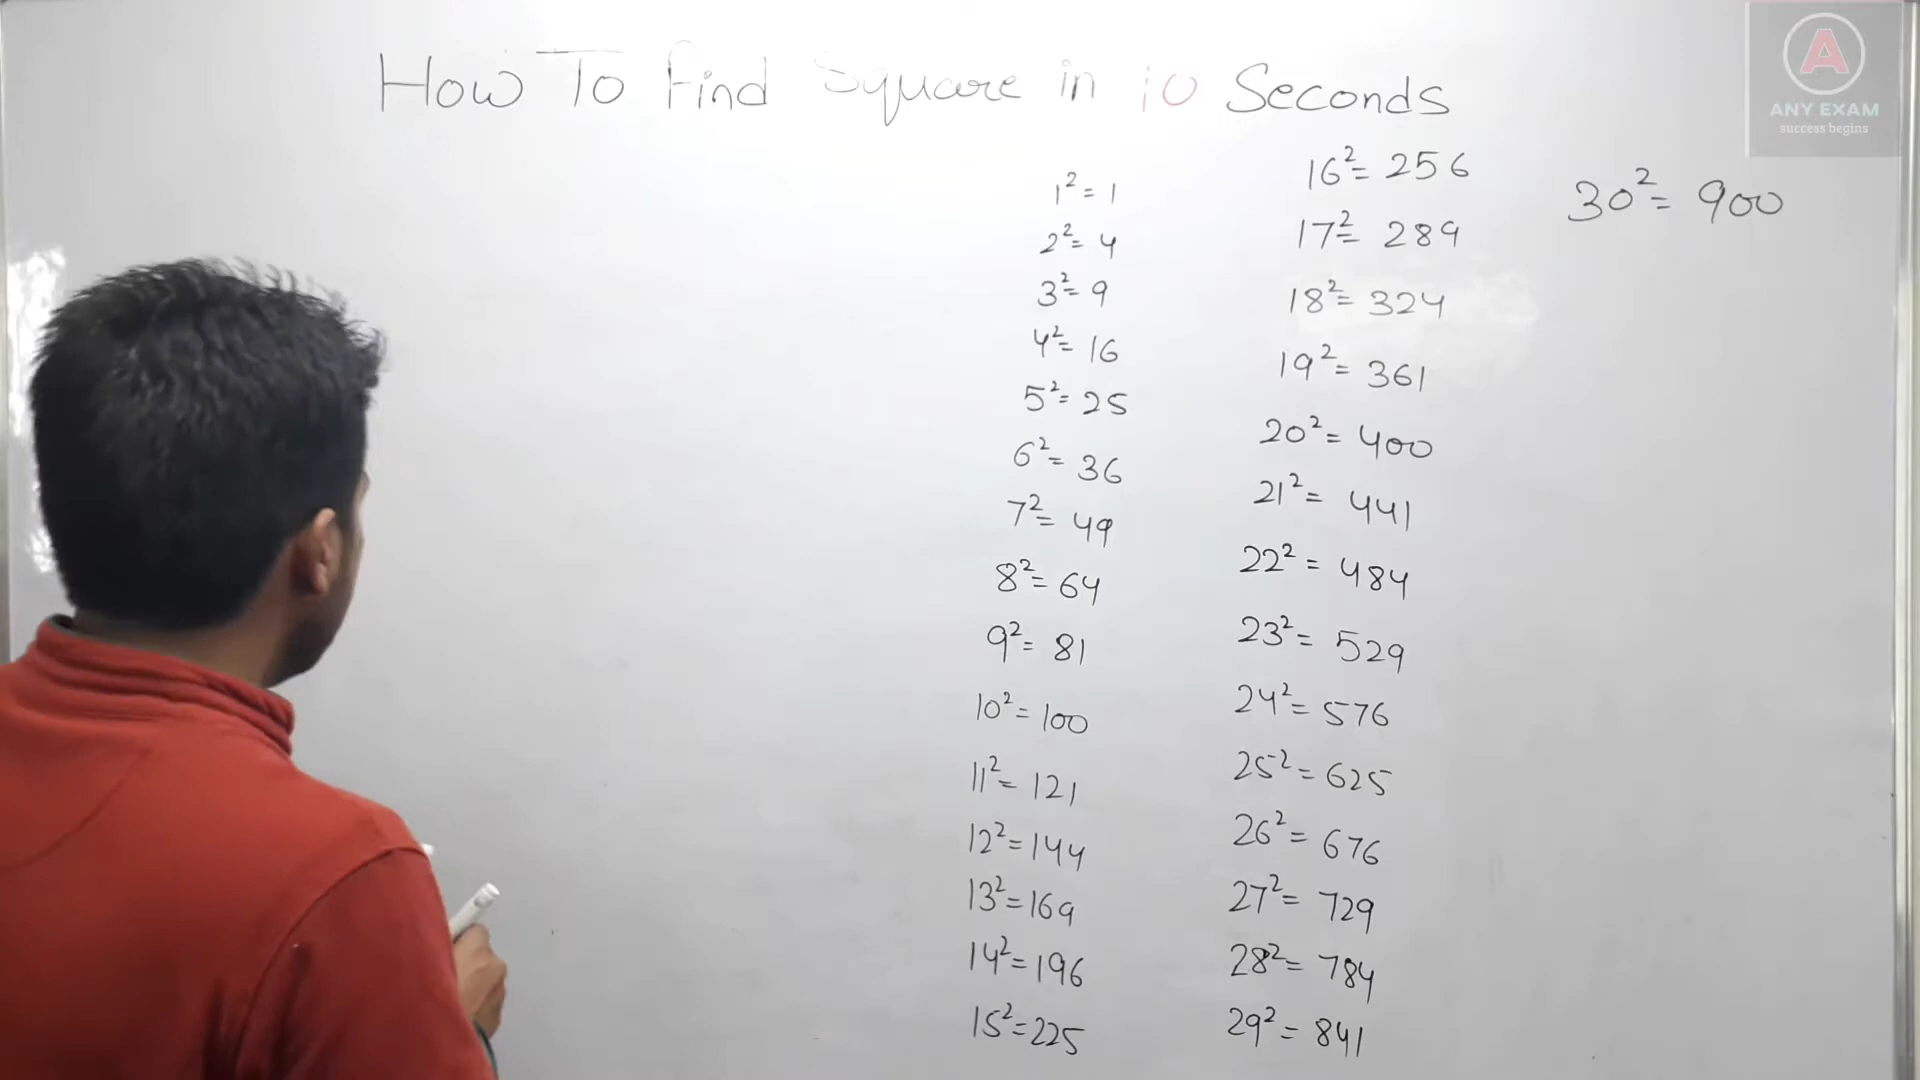 How To Find Square in 10 Seconds
1² = 1
2² = 4
3² = 9
4² = 16
5² = 25
6² = 36
7² = 49
8² = 64
9² = 81
10² = 100
11² = 121
12² = 144
13² = 169
14² = 196
15² = 225
16² = 256
17² = 289
18² = 324
19² = 361
20² = 400
21² = 441
22² = 484
23² = 529
24² = 576
25² = 625
26² = 676
27² = 729
28² = 784
29² = 841
30² = 900
A
ANY EXAM
success begins